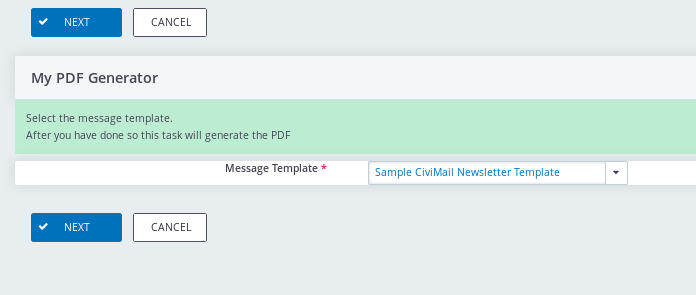 NEXT CANCEL
My PDF Generator
Select the message template.
After you have done so this task will generate the PDF
Message Template * Sample CiviMail Newsletter Template
NEXT CANCEL